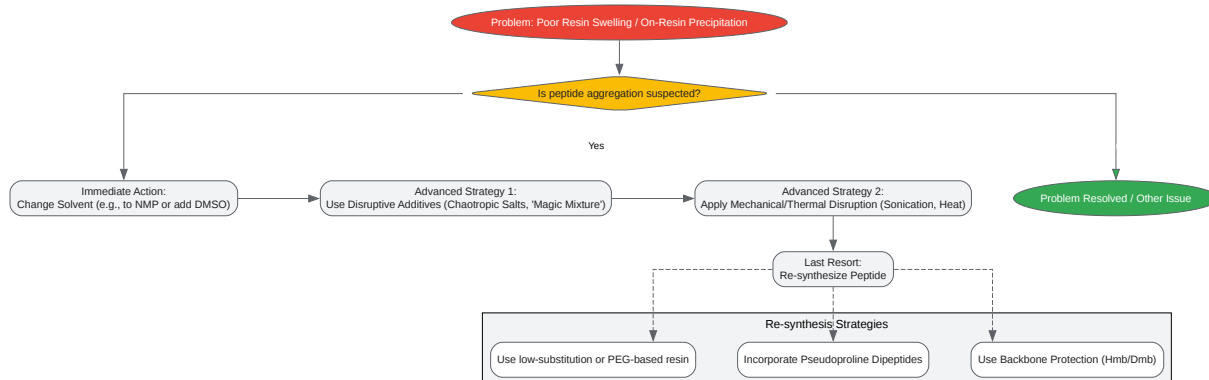 Problem: Poor Resin Swelling / On-Resin Precipitation
Is peptide aggregation suspected?
Yes
Immediate Action:
Change Solvent (e.g., to NMP or add DMSO)
Advanced Strategy 1:
Use Disruptive Additives (Chaotropic Salts, 'Magic Mixture')
Advanced Strategy 2:
Apply Mechanical/Thermal Disruption (Sonication, Heat)
Problem Resolved / Other Issue
Last Resort:
Re-synthesize Peptide
Re-synthesis Strategies
Use low-substitution or PEG-based resin
Incorporate Pseudoproline Dipeptides
Use Backbone Protection (Hmb/Dmb)